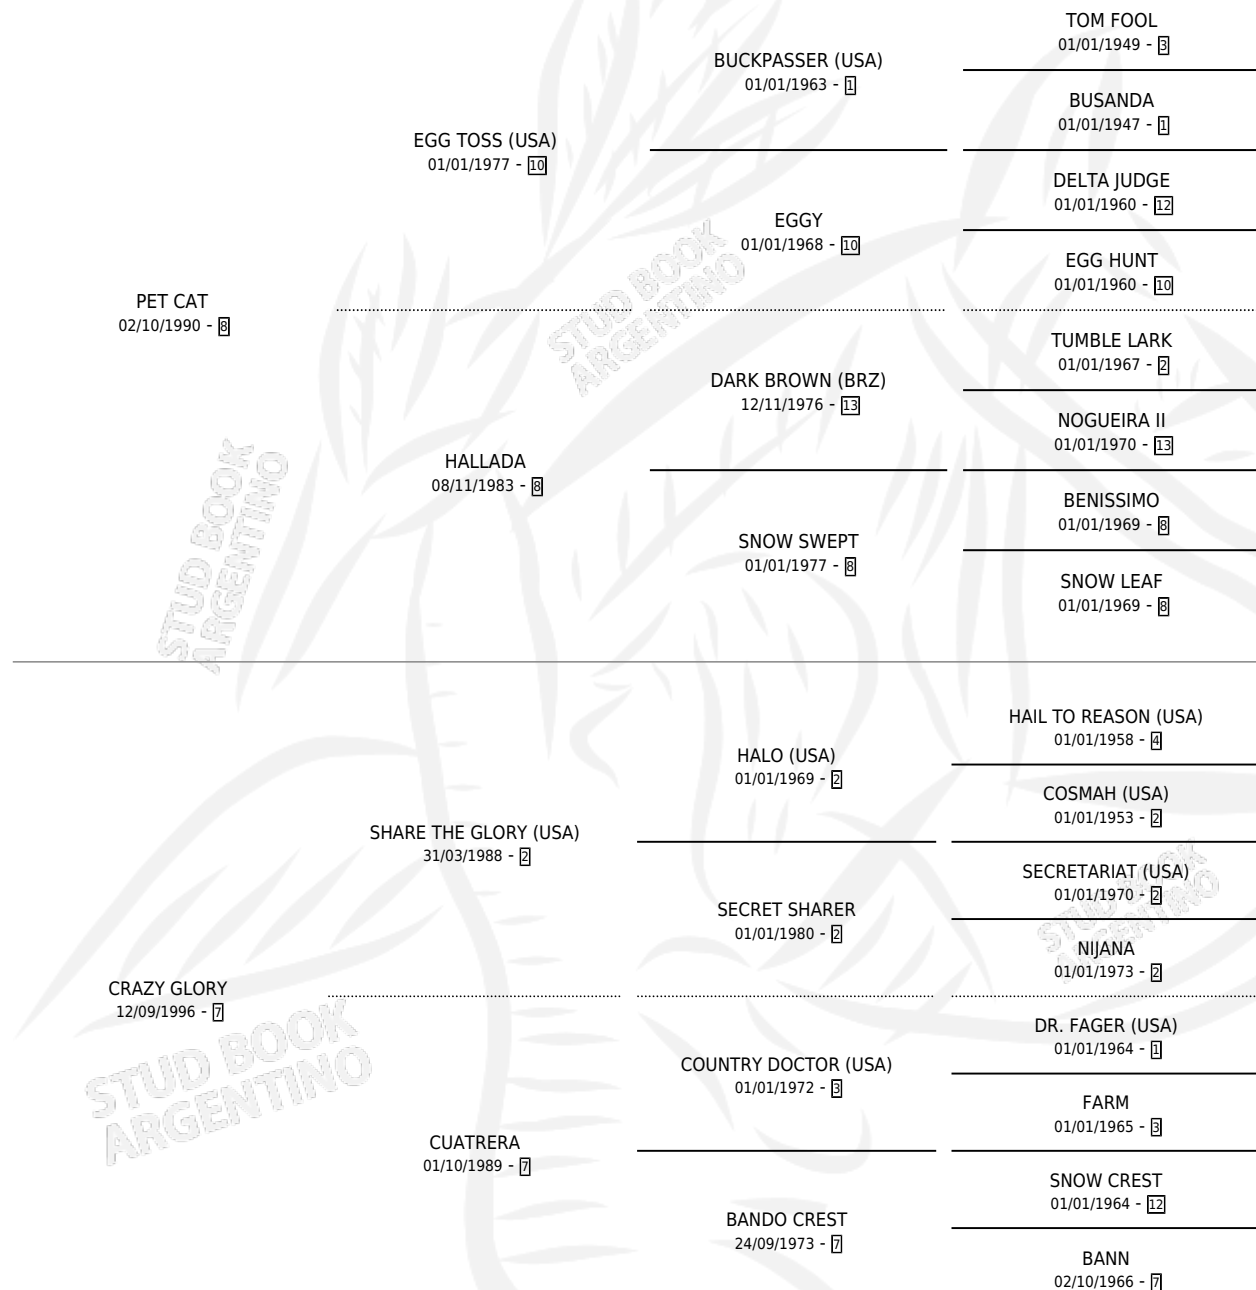 TOM FOOL
01/01/1949 - 3
BUCKPASSER (USA)
01/01/1963 - 1
BUSANDA
01/01/1947 - 1
EGG TOSS (USA)
01/01/1977 - 10
DELTA JUDGE
01/01/1960 - 12
EGGY
01/01/1968 - 10
EGG HUNT
01/01/1960 - 10
PET CAT
02/10/1990 - 8
TUMBLE LARK
01/01/1967 - 2
DARK BROWN (BRZ)
12/11/1976 - 13
NOGUEIRA II
01/01/1970 - 13
HALLADA
08/11/1983 - 8
BENISSIMO
01/01/1969 - 8
SNOW SWEPT
01/01/1977 - 8
SNOW LEAF
01/01/1969 - 8
HAIL TO REASON (USA)
01/01/1958 - 4
HALO (USA)
01/01/1969 - 2
COSMAH (USA)
01/01/1953 - 2
SHARE THE GLORY (USA)
31/03/1988 - 2
SECRETARIAT (USA)
01/01/1970 - 2
SECRET SHARER
01/01/1980 - 2
NIJANA
01/01/1973 - 2
CRAZY GLORY
12/09/1996 - 7
DR. FAGER (USA)
01/01/1964 - 1
COUNTRY DOCTOR (USA)
01/01/1972 - 3
FARM
01/01/1965 - 3
CUATRERA
01/10/1989 - 7
SNOW CREST
01/01/1964 - 12
BANDO CREST
24/09/1973 - 7
BANN
02/10/1966 - 7
STUD BOOK
ARGENTINO
STUD BOOK
ARGENTINO
STUD BOOK
ARGENTINO
STUD BOOK
ARGENTINO